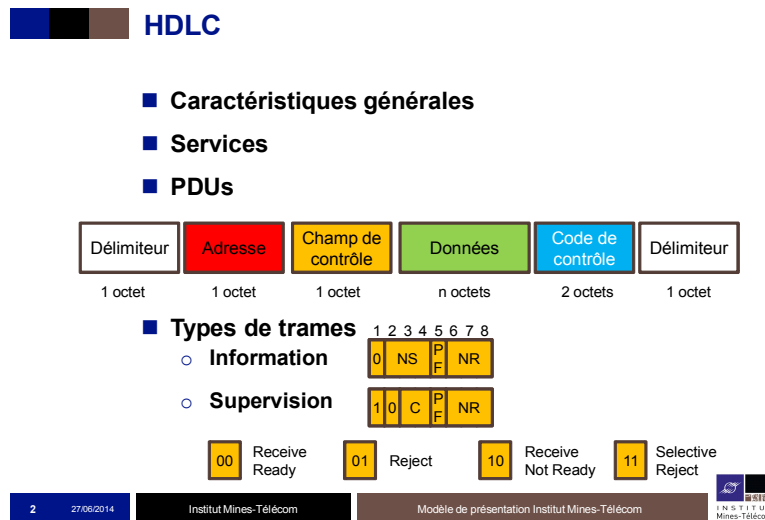 HDLC
Caractéristiques générales
Services
PDUs
Délimiteur Adresse Champ de contrôle Données Code de contrôle Délimiteur
1 octet 1 octet 1 octet n octets 2 octets 1 octet
Types de trames 1 2 3 4 5 6 7 8
Information 0 NS P F NR
Supervision 1 0 C P F NR
00 Receive Ready 01 Reject 10 Receive Not Ready 11 Selective Reject
2 27/06/2014 Institut Mines-Télécom Modèle de présentation Institut Mines-Télécom
INSTITU
Mines-Téléco